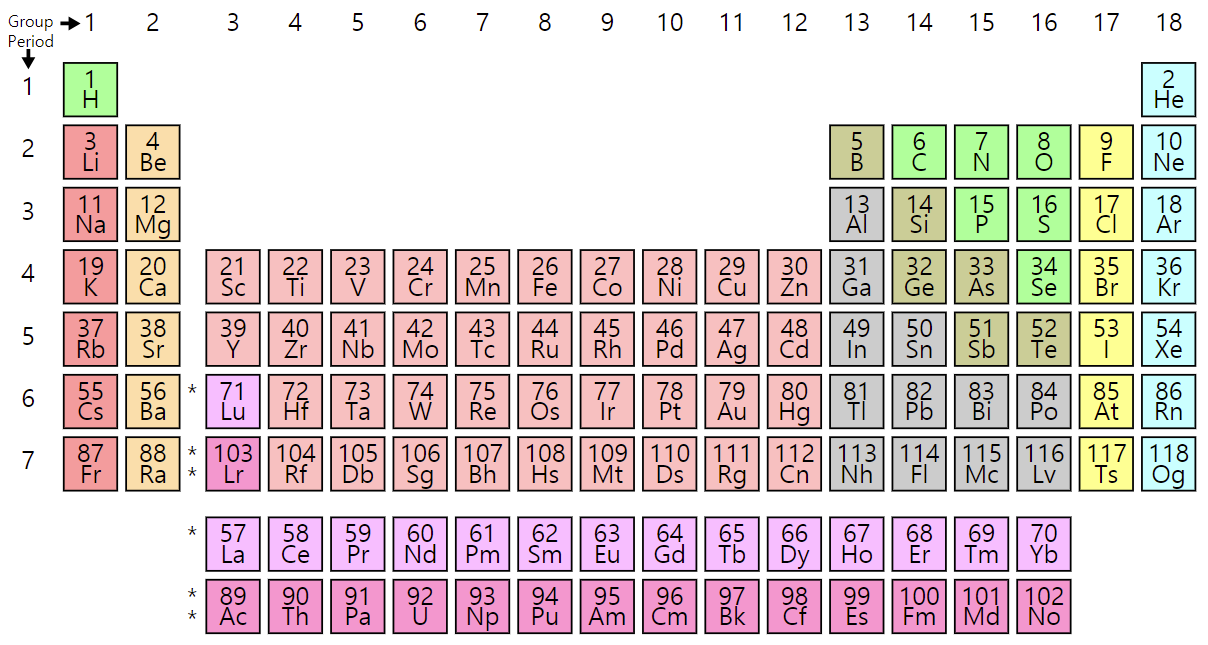 Group 1 2 3 4 5 6 7 8 9 10 11 12 13 14 15 16 17 18
Period
1
1 2
H He
2
3 4 5 6 7 8 9 10
Li Be B C N O F Ne
3
11 12 13 14 15 16 17 18
Na Mg Al Si P S Cl Ar
4
19 20 21 22 23 24 25 26 27 28 29 30 31 32 33 34 35 36
K Ca Sc Ti V Cr Mn Fe Co Ni Cu Zn Ga Ge As Se Br Kr
5
37 38 39 40 41 42 43 44 45 46 47 48 49 50 51 52 53 54
Rb Sr Y Zr Nb Mo Tc Ru Rh Pd Ag Cd In Sn Sb Te I Xe
6
55 56 * 71 72 73 74 75 76 77 78 79 80 81 82 83 84 85 86
Cs Ba Lu Hf Ta W Re Os Ir Pt Au Hg Tl Pb Bi Po At Rn
7
87 88 * 103 104 105 106 107 108 109 110 111 112 113 114 115 116 117 118
Fr Ra * Lr Rf Db Sg Bh Hs Mt Ds Rg Cn Nh Fl Mc Lv Ts Og
* 57 58 59 60 61 62 63 64 65 66 67 68 69 70
La Ce Pr Nd Pm Sm Eu Gd Tb Dy Ho Er Tm Yb
* 89 90 91 92 93 94 95 96 97 98 99 100 101 102
* Ac Th Pa U Np Pu Am Cm Bk Cf Es Fm Md No